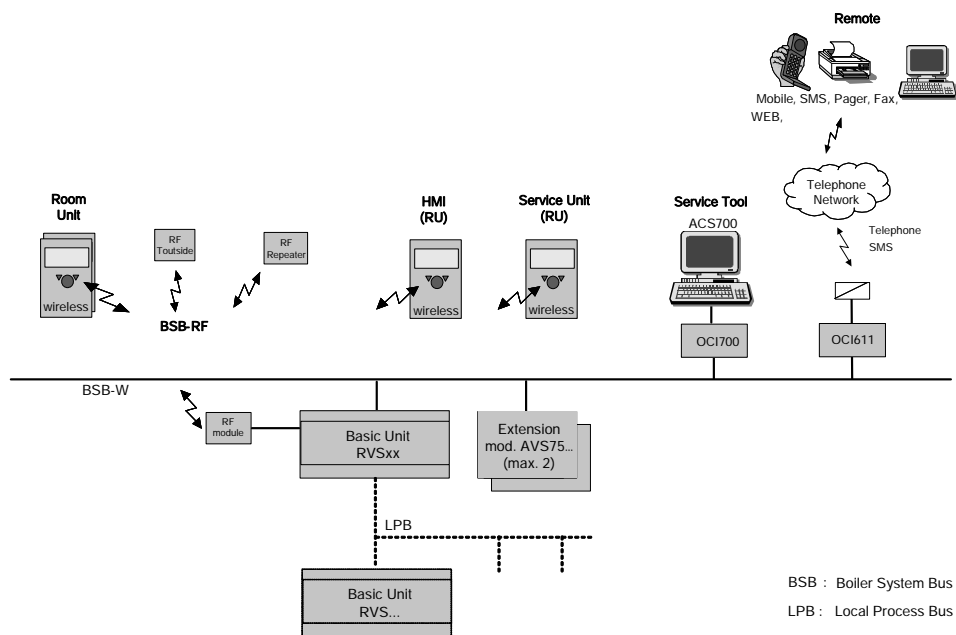 Remote
Mobile, SMS, Pager, Fax,
WEB,
Telephone
Network
Telephone
SMS
Room
Unit
wireless
RF
Toutside
RF
Repeater
BSB-RF
HMI
(RU)
wireless
Service Unit
(RU)
wireless
Service Tool
ACS700
OCI700
OCI611
BSB-W
RF
module
Basic Unit
RVSxx
Extension
mod. AVS75...
(max. 2)
LPB
Basic Unit
RVS...
BSB : Boiler System Bus
LPB : Local Process Bus